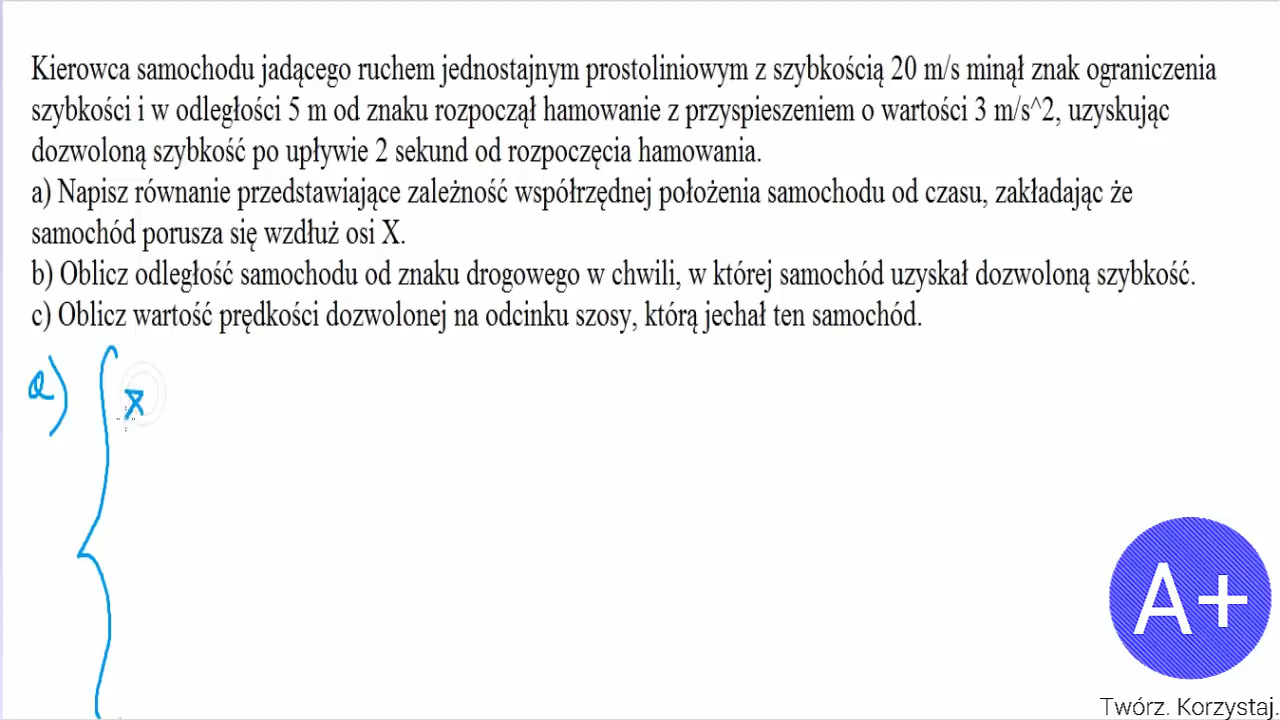 Kierowca samochodu jadącego ruchem jednostajnym prostoliniowym z szybkością 20 m/s minął znak ograniczenia
szybkości i w odległości 5 m od znaku rozpoczął hamowanie z przyspieszeniem o wartości 3 m/s^2, uzyskując
dozwoloną szybkość po upływie 2 sekund od rozpoczęcia hamowania.
a) Napisz równanie przedstawiające zależność współrzędnej położenia samochodu od czasu, zakładając że
samochód porusza się wzdłuż osi X.
b) Oblicz odległość samochodu od znaku drogowego w chwili, w której samochód uzyskał dozwoloną szybkość.
c) Oblicz wartość prędkości dozwolonej na odcinku szosy, którą jechał ten samochód.
a) { x
A+
Twórz. Korzystaj.